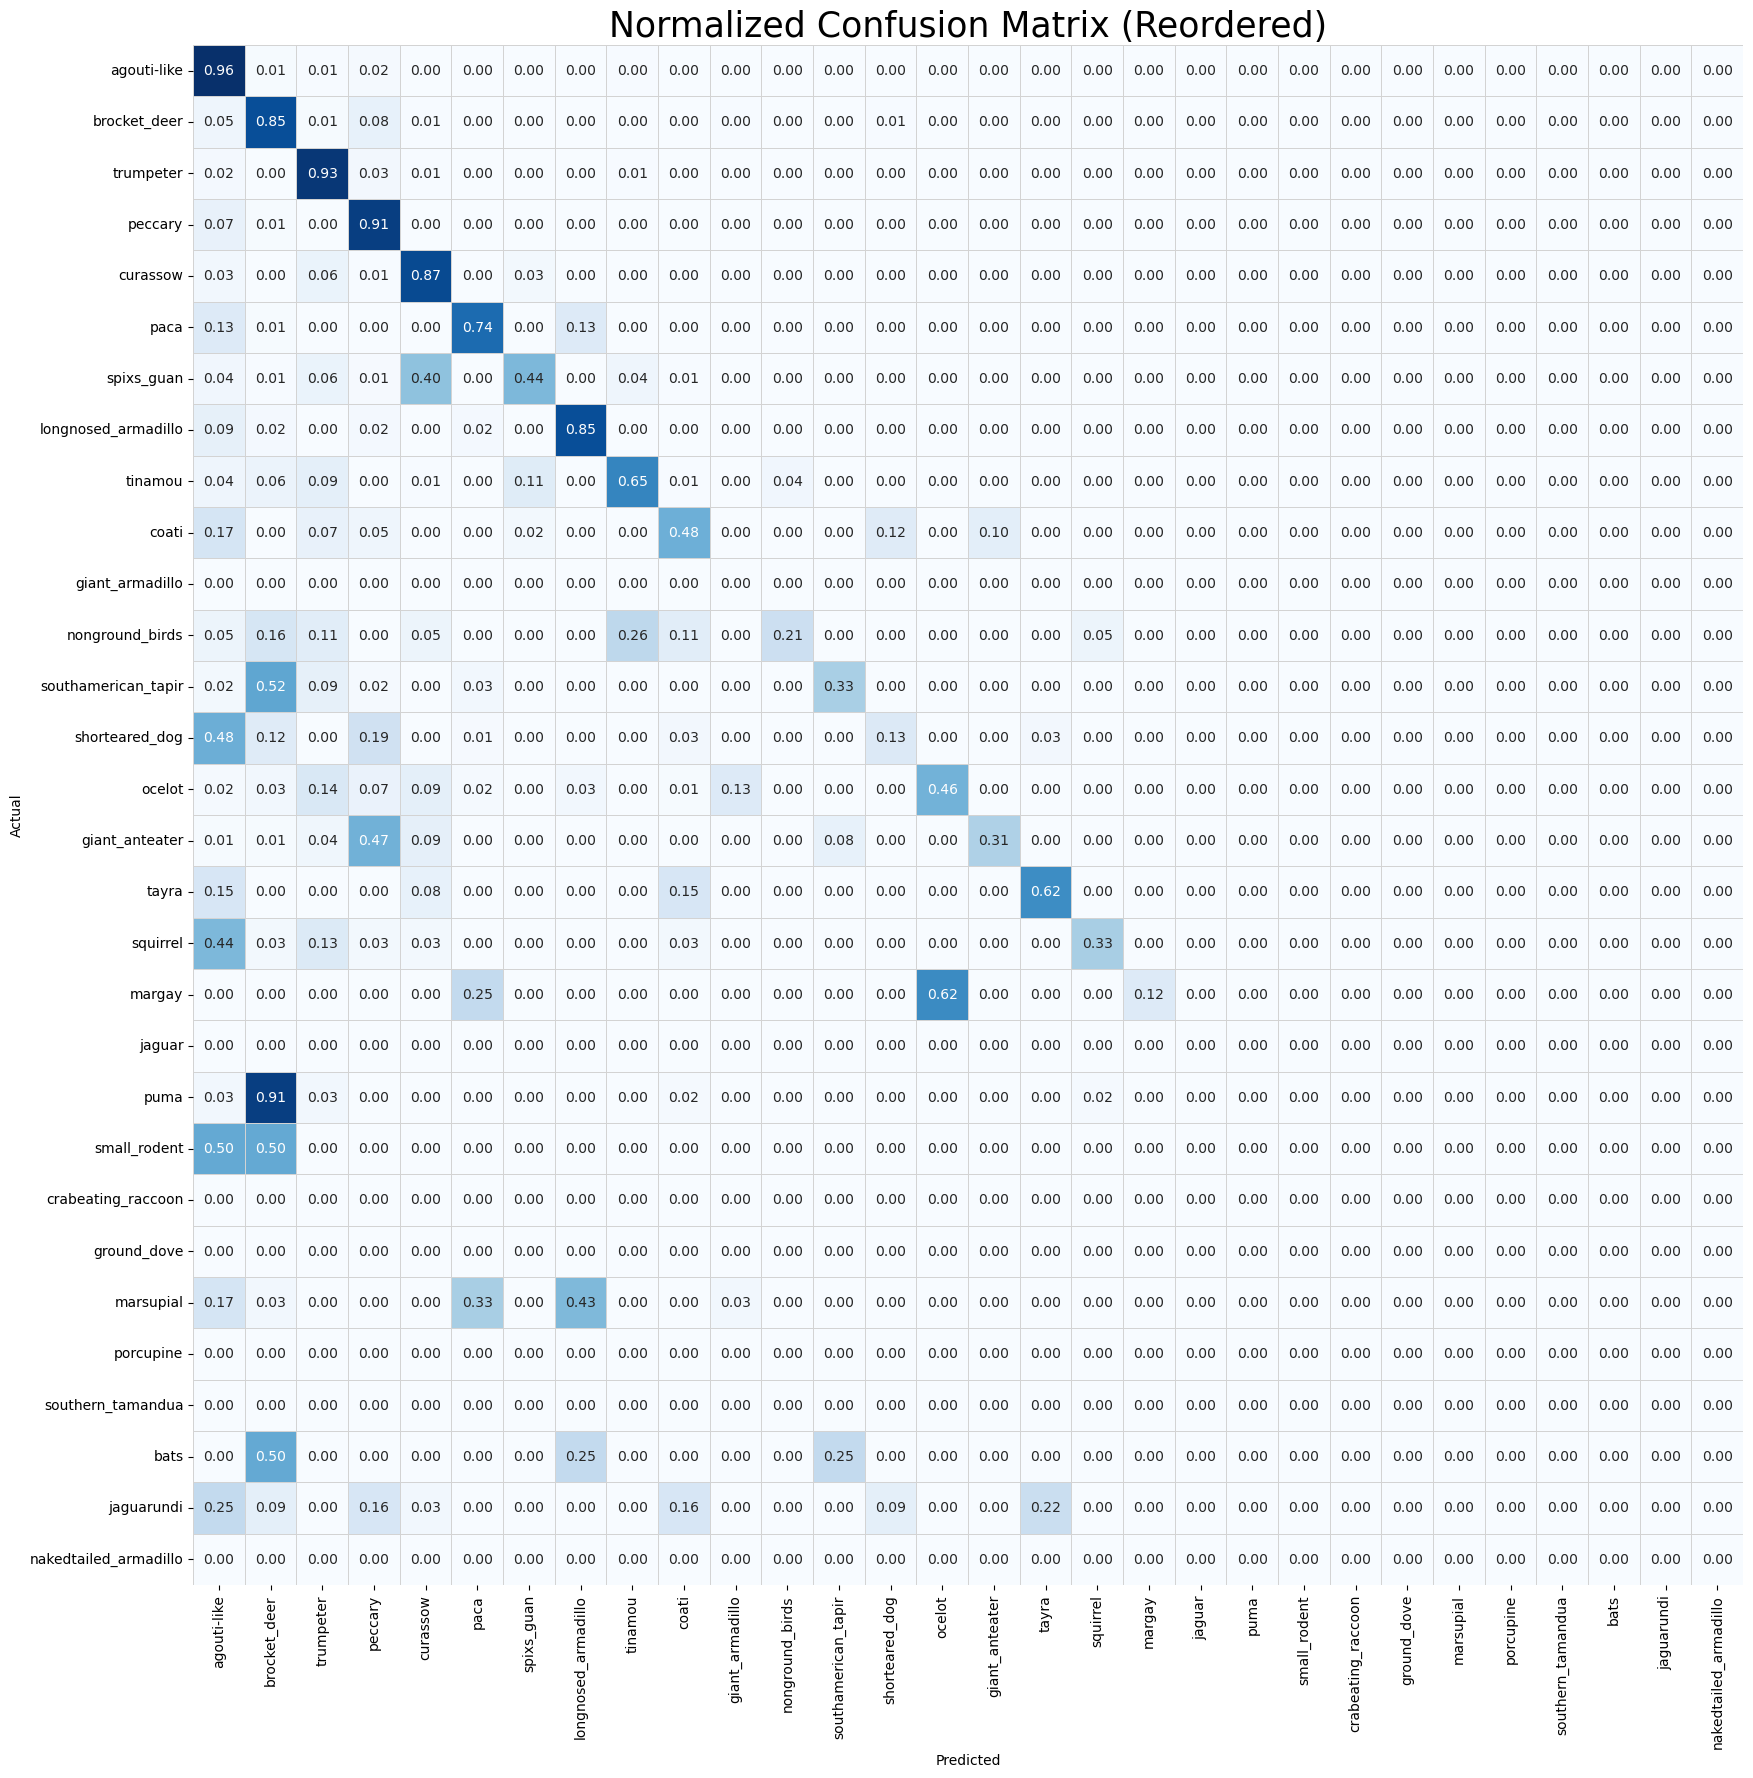 Normalized Confusion Matrix (Reordered)
agouti-like 0.96 0.01 0.01 0.02 0.00 0.00 0.00 0.00 0.00 0.00 0.00 0.00 0.00 0.00 0.00 0.00 0.00 0.00 0.00 0.00 0.00 0.00 0.00 0.00 0.00 0.00 0.00 0.00 0.00 0.00
brocket_deer 0.05 0.85 0.01 0.08 0.01 0.00 0.00 0.00 0.00 0.00 0.00 0.00 0.00 0.01 0.00 0.00 0.00 0.00 0.00 0.00 0.00 0.00 0.00 0.00 0.00 0.00 0.00 0.00 0.00 0.00
trumpeter 0.02 0.00 0.93 0.03 0.01 0.00 0.00 0.00 0.01 0.00 0.00 0.00 0.00 0.00 0.00 0.00 0.00 0.00 0.00 0.00 0.00 0.00 0.00 0.00 0.00 0.00 0.00 0.00 0.00 0.00
peccary 0.07 0.01 0.00 0.91 0.00 0.00 0.00 0.00 0.00 0.00 0.00 0.00 0.00 0.00 0.00 0.00 0.00 0.00 0.00 0.00 0.00 0.00 0.00 0.00 0.00 0.00 0.00 0.00 0.00 0.00
curassow 0.03 0.00 0.06 0.01 0.87 0.00 0.03 0.00 0.00 0.00 0.00 0.00 0.00 0.00 0.00 0.00 0.00 0.00 0.00 0.00 0.00 0.00 0.00 0.00 0.00 0.00 0.00 0.00 0.00 0.00
paca 0.13 0.01 0.00 0.00 0.00 0.74 0.00 0.13 0.00 0.00 0.00 0.00 0.00 0.00 0.00 0.00 0.00 0.00 0.00 0.00 0.00 0.00 0.00 0.00 0.00 0.00 0.00 0.00 0.00 0.00
spixs_guan 0.04 0.01 0.06 0.01 0.40 0.00 0.44 0.00 0.04 0.01 0.00 0.00 0.00 0.00 0.00 0.00 0.00 0.00 0.00 0.00 0.00 0.00 0.00 0.00 0.00 0.00 0.00 0.00 0.00 0.00
longnosed_armadillo 0.09 0.02 0.00 0.02 0.00 0.02 0.00 0.85 0.00 0.00 0.00 0.00 0.00 0.00 0.00 0.00 0.00 0.00 0.00 0.00 0.00 0.00 0.00 0.00 0.00 0.00 0.00 0.00 0.00 0.00
tinamou 0.04 0.06 0.09 0.00 0.01 0.00 0.11 0.00 0.65 0.01 0.00 0.04 0.00 0.00 0.00 0.00 0.00 0.00 0.00 0.00 0.00 0.00 0.00 0.00 0.00 0.00 0.00 0.00 0.00 0.00
coati 0.17 0.00 0.07 0.05 0.00 0.00 0.02 0.00 0.00 0.48 0.00 0.00 0.00 0.12 0.00 0.10 0.00 0.00 0.00 0.00 0.00 0.00 0.00 0.00 0.00 0.00 0.00 0.00 0.00 0.00
giant_armadillo 0.00 0.00 0.00 0.00 0.00 0.00 0.00 0.00 0.00 0.00 0.00 0.00 0.00 0.00 0.00 0.00 0.00 0.00 0.00 0.00 0.00 0.00 0.00 0.00 0.00 0.00 0.00 0.00 0.00 0.00
nonground_birds 0.05 0.16 0.11 0.00 0.05 0.00 0.00 0.00 0.26 0.11 0.00 0.21 0.00 0.00 0.00 0.00 0.00 0.05 0.00 0.00 0.00 0.00 0.00 0.00 0.00 0.00 0.00 0.00 0.00 0.00
southamerican_tapir 0.02 0.52 0.09 0.02 0.00 0.03 0.00 0.00 0.00 0.00 0.00 0.00 0.33 0.00 0.00 0.00 0.00 0.00 0.00 0.00 0.00 0.00 0.00 0.00 0.00 0.00 0.00 0.00 0.00 0.00
shorteared_dog 0.48 0.12 0.00 0.19 0.00 0.01 0.00 0.00 0.00 0.03 0.00 0.00 0.00 0.13 0.00 0.00 0.03 0.00 0.00 0.00 0.00 0.00 0.00 0.00 0.00 0.00 0.00 0.00 0.00 0.00
ocelot 0.02 0.03 0.14 0.07 0.09 0.02 0.00 0.03 0.00 0.01 0.13 0.00 0.00 0.00 0.46 0.00 0.00 0.00 0.00 0.00 0.00 0.00 0.00 0.00 0.00 0.00 0.00 0.00 0.00 0.00
giant_anteater 0.01 0.01 0.04 0.47 0.09 0.00 0.00 0.00 0.00 0.00 0.00 0.00 0.08 0.00 0.00 0.31 0.00 0.00 0.00 0.00 0.00 0.00 0.00 0.00 0.00 0.00 0.00 0.00 0.00 0.00
tayra 0.15 0.00 0.00 0.00 0.08 0.00 0.00 0.00 0.00 0.15 0.00 0.00 0.00 0.00 0.00 0.00 0.62 0.00 0.00 0.00 0.00 0.00 0.00 0.00 0.00 0.00 0.00 0.00 0.00 0.00
squirrel 0.44 0.03 0.13 0.03 0.03 0.00 0.00 0.00 0.00 0.03 0.00 0.00 0.00 0.00 0.00 0.00 0.00 0.33 0.00 0.00 0.00 0.00 0.00 0.00 0.00 0.00 0.00 0.00 0.00 0.00
margay 0.00 0.00 0.00 0.00 0.00 0.25 0.00 0.00 0.00 0.00 0.00 0.00 0.00 0.00 0.62 0.00 0.00 0.00 0.12 0.00 0.00 0.00 0.00 0.00 0.00 0.00 0.00 0.00 0.00 0.00
jaguar 0.00 0.00 0.00 0.00 0.00 0.00 0.00 0.00 0.00 0.00 0.00 0.00 0.00 0.00 0.00 0.00 0.00 0.00 0.00 0.00 0.00 0.00 0.00 0.00 0.00 0.00 0.00 0.00 0.00 0.00
puma 0.03 0.91 0.03 0.00 0.00 0.00 0.00 0.00 0.00 0.02 0.00 0.00 0.00 0.00 0.00 0.00 0.00 0.02 0.00 0.00 0.00 0.00 0.00 0.00 0.00 0.00 0.00 0.00 0.00 0.00
small_rodent 0.50 0.50 0.00 0.00 0.00 0.00 0.00 0.00 0.00 0.00 0.00 0.00 0.00 0.00 0.00 0.00 0.00 0.00 0.00 0.00 0.00 0.00 0.00 0.00 0.00 0.00 0.00 0.00 0.00 0.00
crabeating_raccoon 0.00 0.00 0.00 0.00 0.00 0.00 0.00 0.00 0.00 0.00 0.00 0.00 0.00 0.00 0.00 0.00 0.00 0.00 0.00 0.00 0.00 0.00 0.00 0.00 0.00 0.00 0.00 0.00 0.00 0.00
ground_dove 0.00 0.00 0.00 0.00 0.00 0.00 0.00 0.00 0.00 0.00 0.00 0.00 0.00 0.00 0.00 0.00 0.00 0.00 0.00 0.00 0.00 0.00 0.00 0.00 0.00 0.00 0.00 0.00 0.00 0.00
marsupial 0.17 0.03 0.00 0.00 0.00 0.33 0.00 0.43 0.00 0.00 0.03 0.00 0.00 0.00 0.00 0.00 0.00 0.00 0.00 0.00 0.00 0.00 0.00 0.00 0.00 0.00 0.00 0.00 0.00 0.00
porcupine 0.00 0.00 0.00 0.00 0.00 0.00 0.00 0.00 0.00 0.00 0.00 0.00 0.00 0.00 0.00 0.00 0.00 0.00 0.00 0.00 0.00 0.00 0.00 0.00 0.00 0.00 0.00 0.00 0.00 0.00
southern_tamandua 0.00 0.00 0.00 0.00 0.00 0.00 0.00 0.00 0.00 0.00 0.00 0.00 0.00 0.00 0.00 0.00 0.00 0.00 0.00 0.00 0.00 0.00 0.00 0.00 0.00 0.00 0.00 0.00 0.00 0.00
bats 0.00 0.50 0.00 0.00 0.00 0.00 0.00 0.25 0.00 0.00 0.00 0.00 0.25 0.00 0.00 0.00 0.00 0.00 0.00 0.00 0.00 0.00 0.00 0.00 0.00 0.00 0.00 0.00 0.00 0.00
jaguarundi 0.25 0.09 0.00 0.16 0.03 0.00 0.00 0.00 0.00 0.16 0.00 0.00 0.00 0.09 0.00 0.00 0.22 0.00 0.00 0.00 0.00 0.00 0.00 0.00 0.00 0.00 0.00 0.00 0.00 0.00
nakedtailed_armadillo 0.00 0.00 0.00 0.00 0.00 0.00 0.00 0.00 0.00 0.00 0.00 0.00 0.00 0.00 0.00 0.00 0.00 0.00 0.00 0.00 0.00 0.00 0.00 0.00 0.00 0.00 0.00 0.00 0.00 0.00
Actual
agouti-like
brocket_deer
trumpeter
peccary
curassow
paca
spixs_guan
longnosed_armadillo
tinamou
coati
giant_armadillo
nonground_birds
southamerican_tapir
shorteared_dog
ocelot
giant_anteater
tayra
squirrel
margay
jaguar
puma
small_rodent
crabeating_raccoon
ground_dove
marsupial
porcupine
southern_tamandua
bats
jaguarundi
nakedtailed_armadillo
Predicted